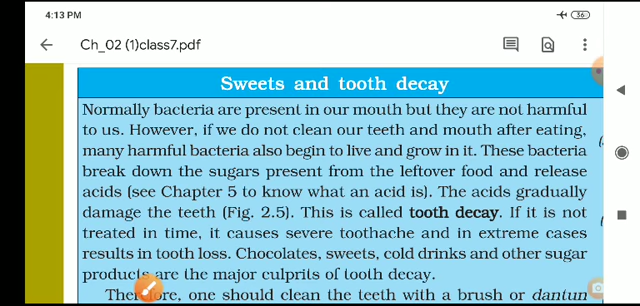 4:13 PM
36
Ch_02 (1)class7.pdf
Sweets and tooth decay
Normally bacteria are present in our mouth but they are not harmful
to us. However, if we do not clean our teeth and mouth after eating,
many harmful bacteria also begin to live and grow in it. These bacteria
break down the sugars present from the leftover food and release
acids (see Chapter 5 to know what an acid is). The acids gradually
damage the teeth (Fig. 2.5). This is called tooth decay. If it is not
treated in time, it causes severe toothache and in extreme cases
results in tooth loss. Chocolates, sweets, cold drinks and other sugar
products are the major culprits of tooth decay.
Therefore, one should clean the teeth with a brush or dantun